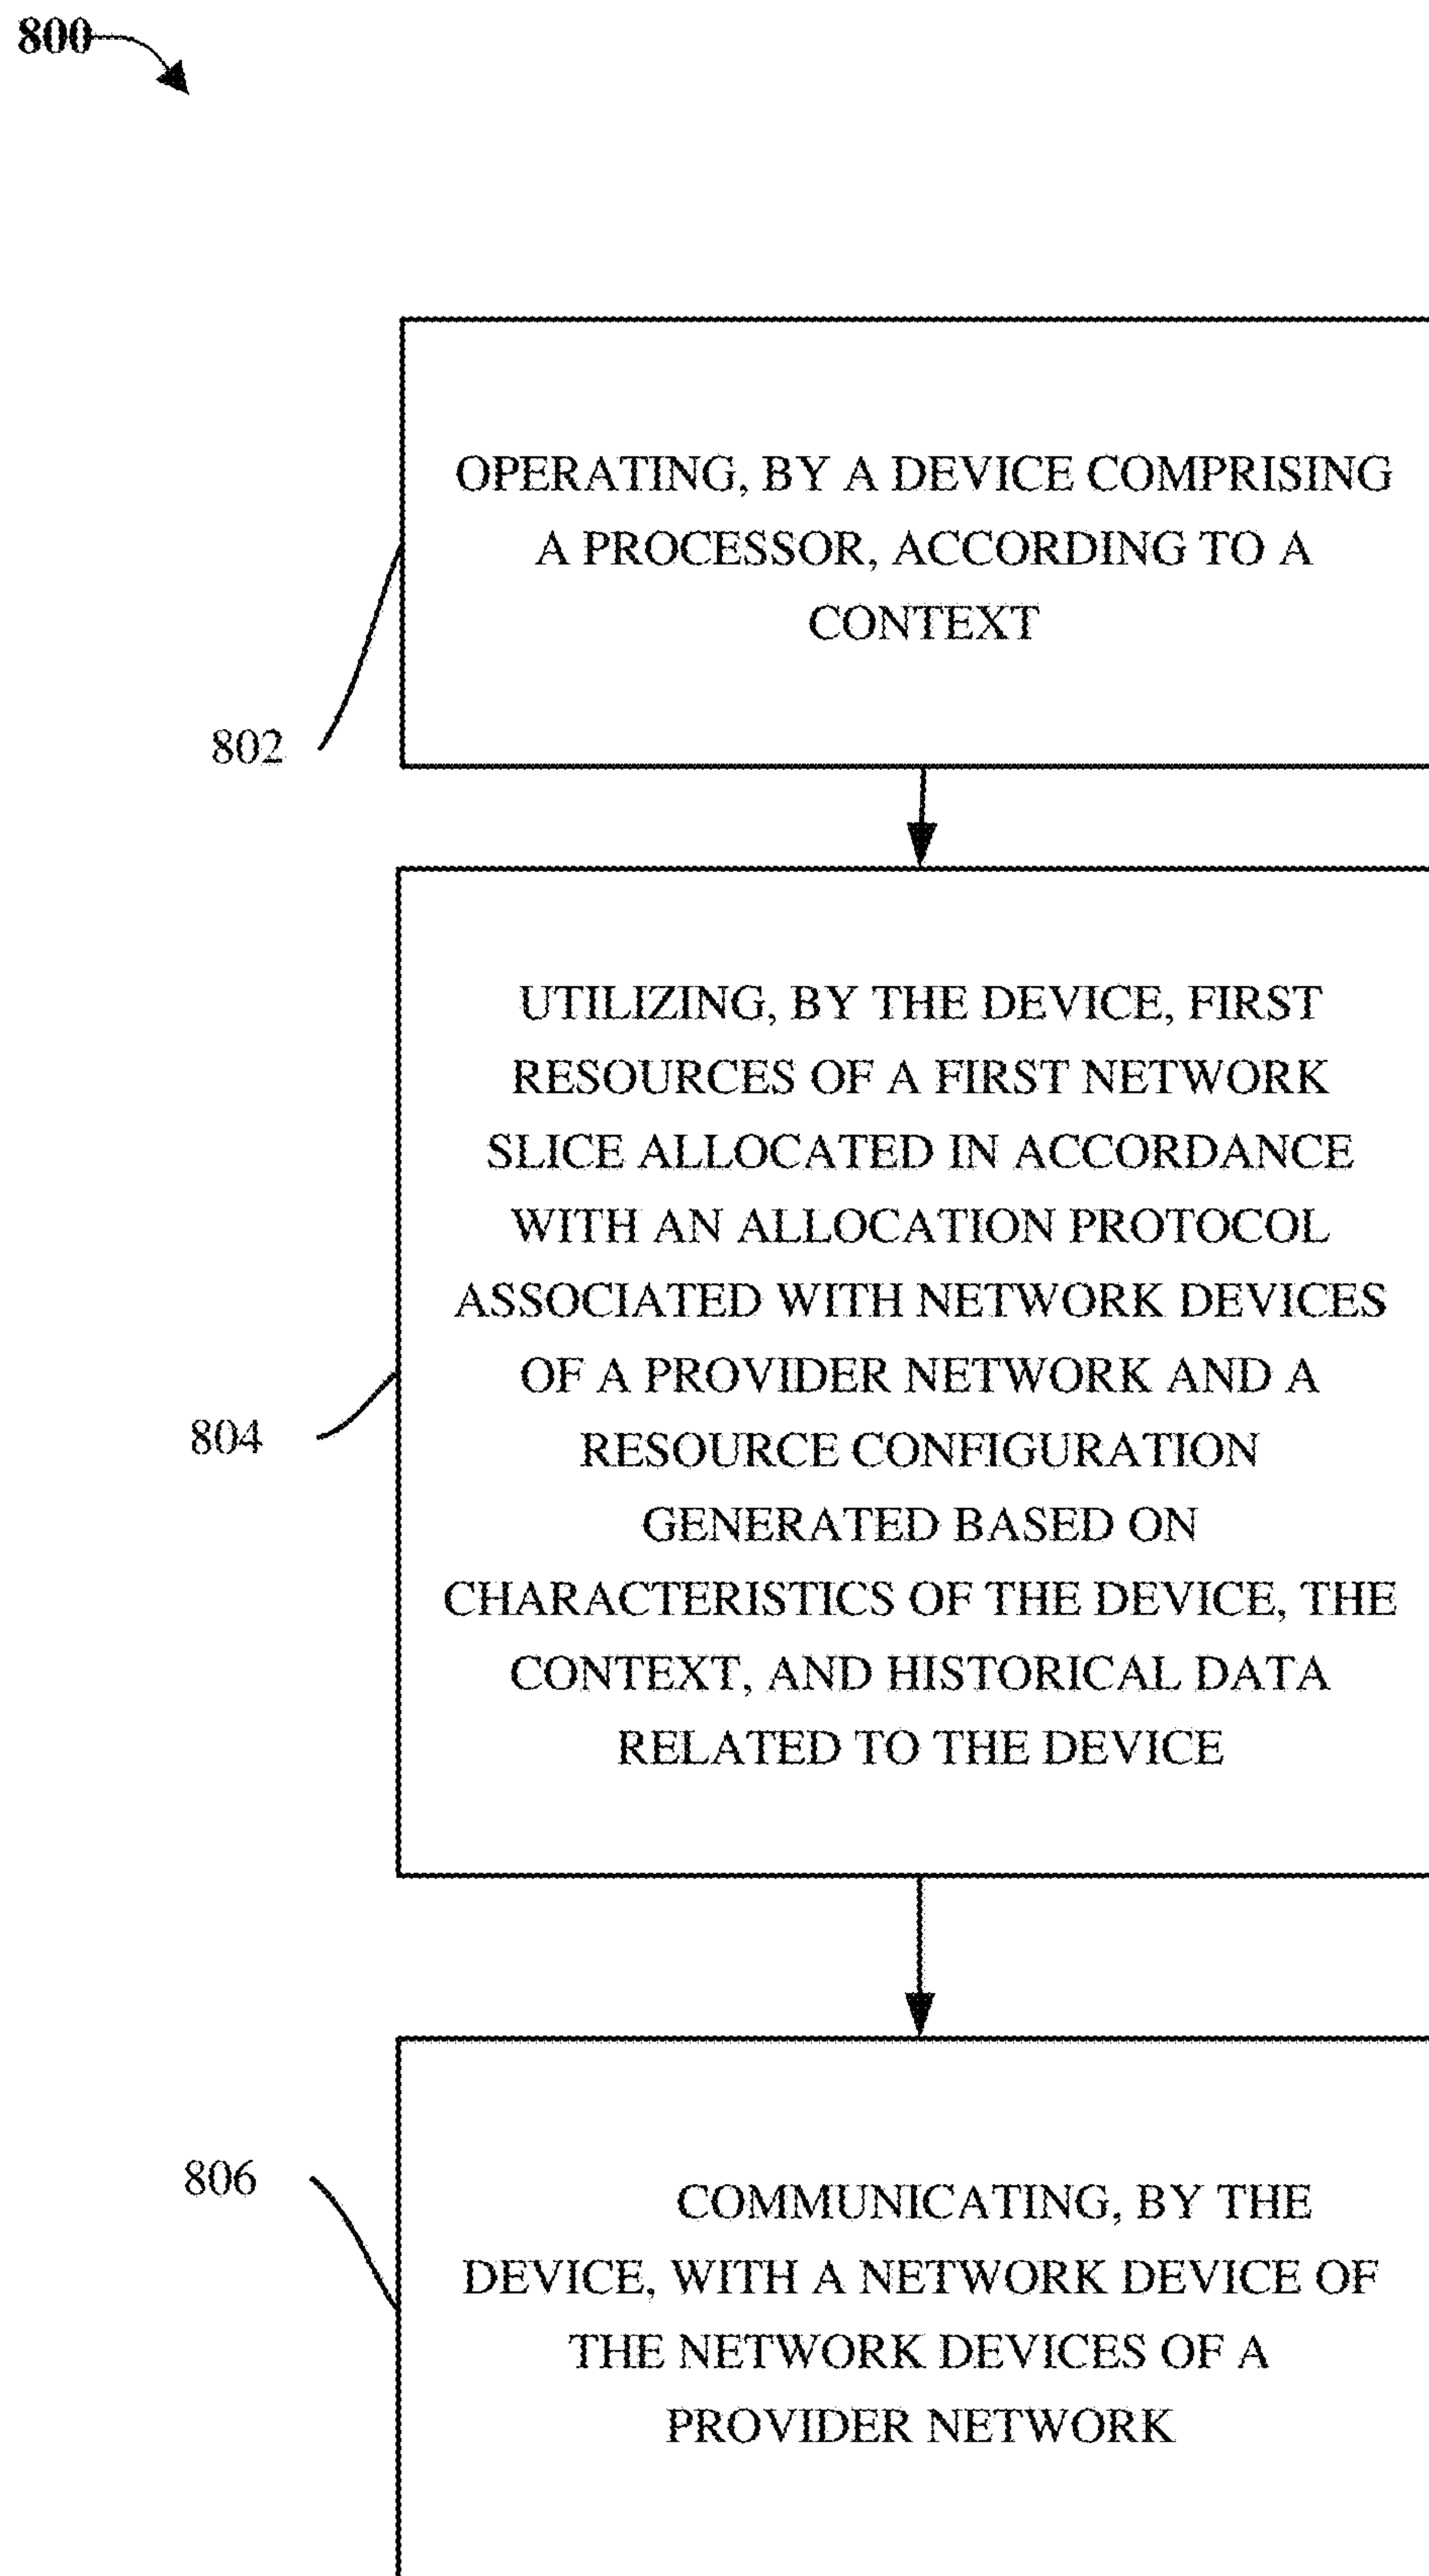 800
OPERATING, BY A DEVICE COMPRISING
A PROCESSOR, ACCORDING TO A
CONTEXT
802
UTILIZING, BY THE DEVICE, FIRST
RESOURCES OF A FIRST NETWORK
SLICE ALLOCATED IN ACCORDANCE
WITH AN ALLOCATION PROTOCOL
ASSOCIATED WITH NETWORK DEVICES
OF A PROVIDER NETWORK AND A
RESOURCE CONFIGURATION
GENERATED BASED ON
CHARACTERISTICS OF THE DEVICE, THE
CONTEXT, AND HISTORICAL DATA
RELATED TO THE DEVICE
804
806
COMMUNICATING, BY THE
DEVICE, WITH A NETWORK DEVICE OF
THE NETWORK DEVICES OF A
PROVIDER NETWORK